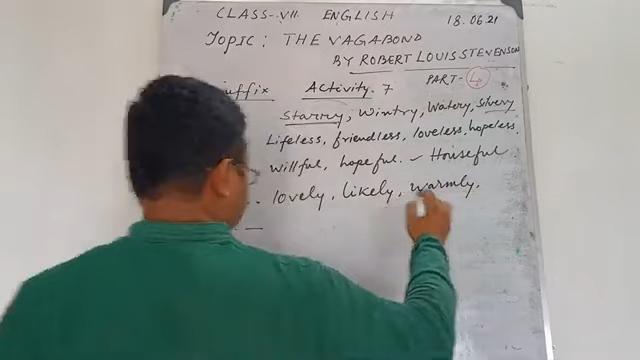 CLASS-VII ENGLISH 18.06.21
TOPIC: THE VAGABOND
BY ROBERT LOUIS STEVENSON
Activity. 7 PART- 4
Starry, Wintry, Watery, Silvery
Lifeless, friendless, loveless, hopeless.
Willful, hopeful. Houseful
lovely, likely, warmly,